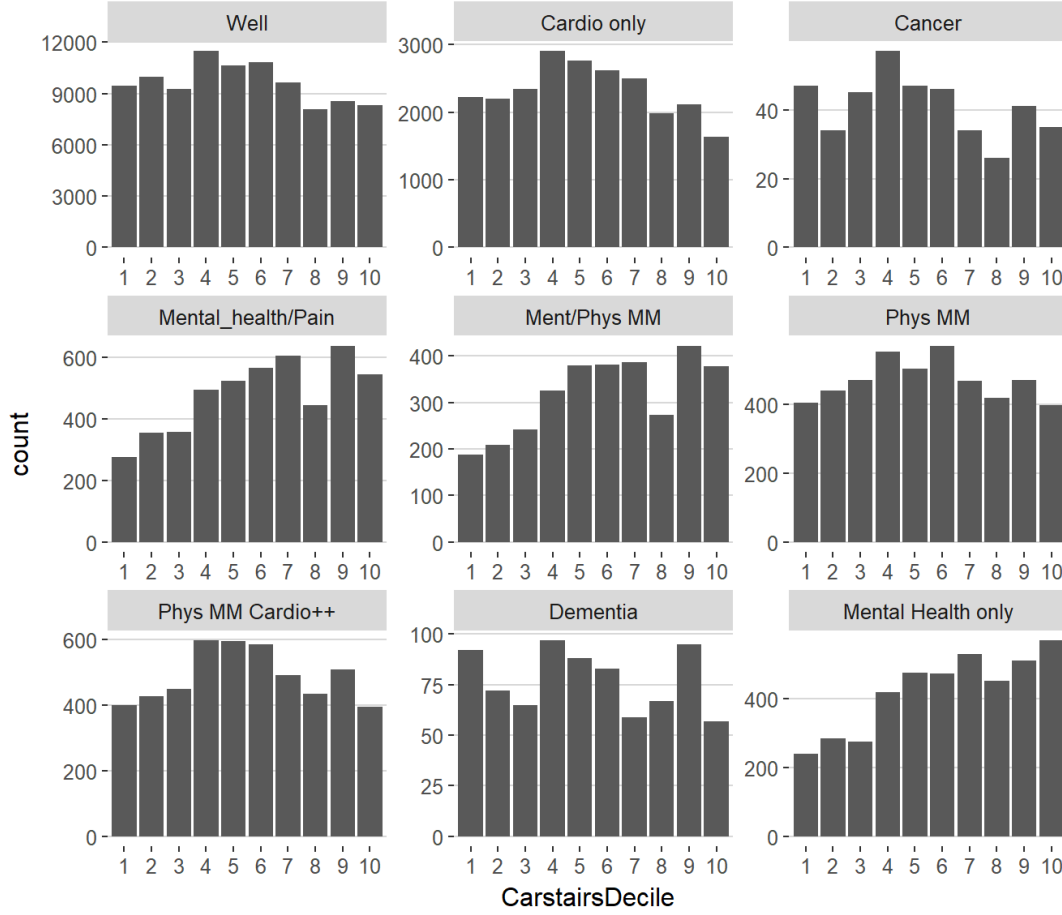 Well
Cardio only
Cancer
12000
9000
6000
3000
0
1 2 3 4 5 6 7 8 9 10
3000
2000
1000
0
1 2 3 4 5 6 7 8 9 10
40
20
0
1 2 3 4 5 6 7 8 9 10
Mental_health/Pain
Ment/Phys MM
Phys MM
600
400
200
0
1 2 3 4 5 6 7 8 9 10
400
300
200
100
0
1 2 3 4 5 6 7 8 9 10
400
200
0
1 2 3 4 5 6 7 8 9 10
Phys MM Cardio++
Dementia
Mental Health only
600
400
200
0
1 2 3 4 5 6 7 8 9 10
100
75
50
25
0
1 2 3 4 5 6 7 8 9 10
400
200
0
1 2 3 4 5 6 7 8 9 10
count
CarstairsDecile